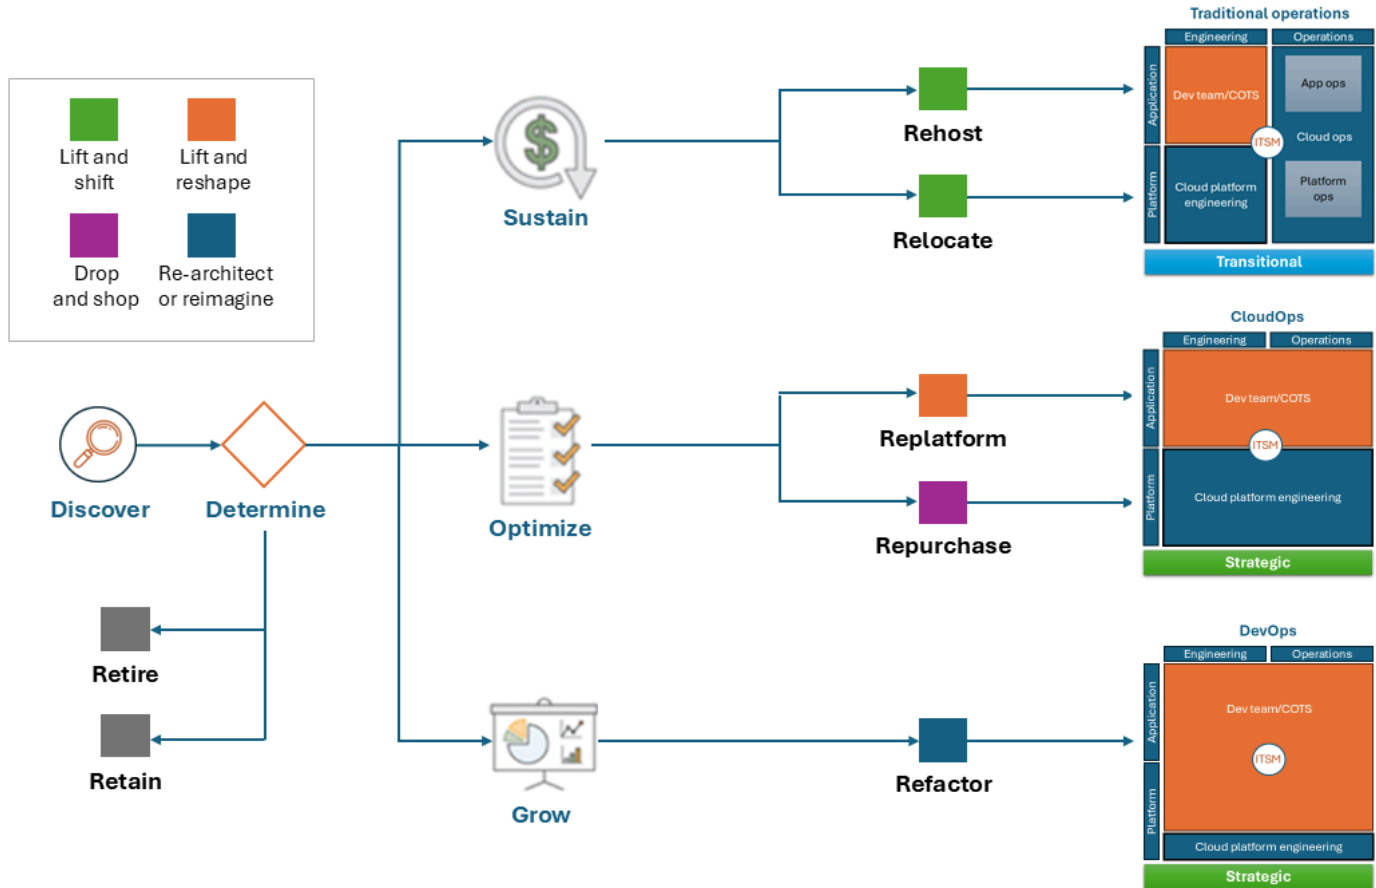 Lift and
shift
Lift and
reshape
Drop
and shop
Re-architect
or reimagine
Discover
Determine
Retire
Retain
Sustain
Optimize
Grow
Rehost
Relocate
Replatform
Repurchase
Refactor
Traditional operations
Engineering
Operations
Application
Platform
Dev team/COTS
App ops
ITSM
Cloud ops
Cloud platform
engineering
Platform
ops
Transitional
CloudOps
Engineering
Operations
Application
Platform
Dev team/COTS
ITSM
Cloud platform engineering
Strategic
DevOps
Engineering
Operations
Application
Platform
Dev team/COTS
ITSM
Cloud platform engineering
Strategic